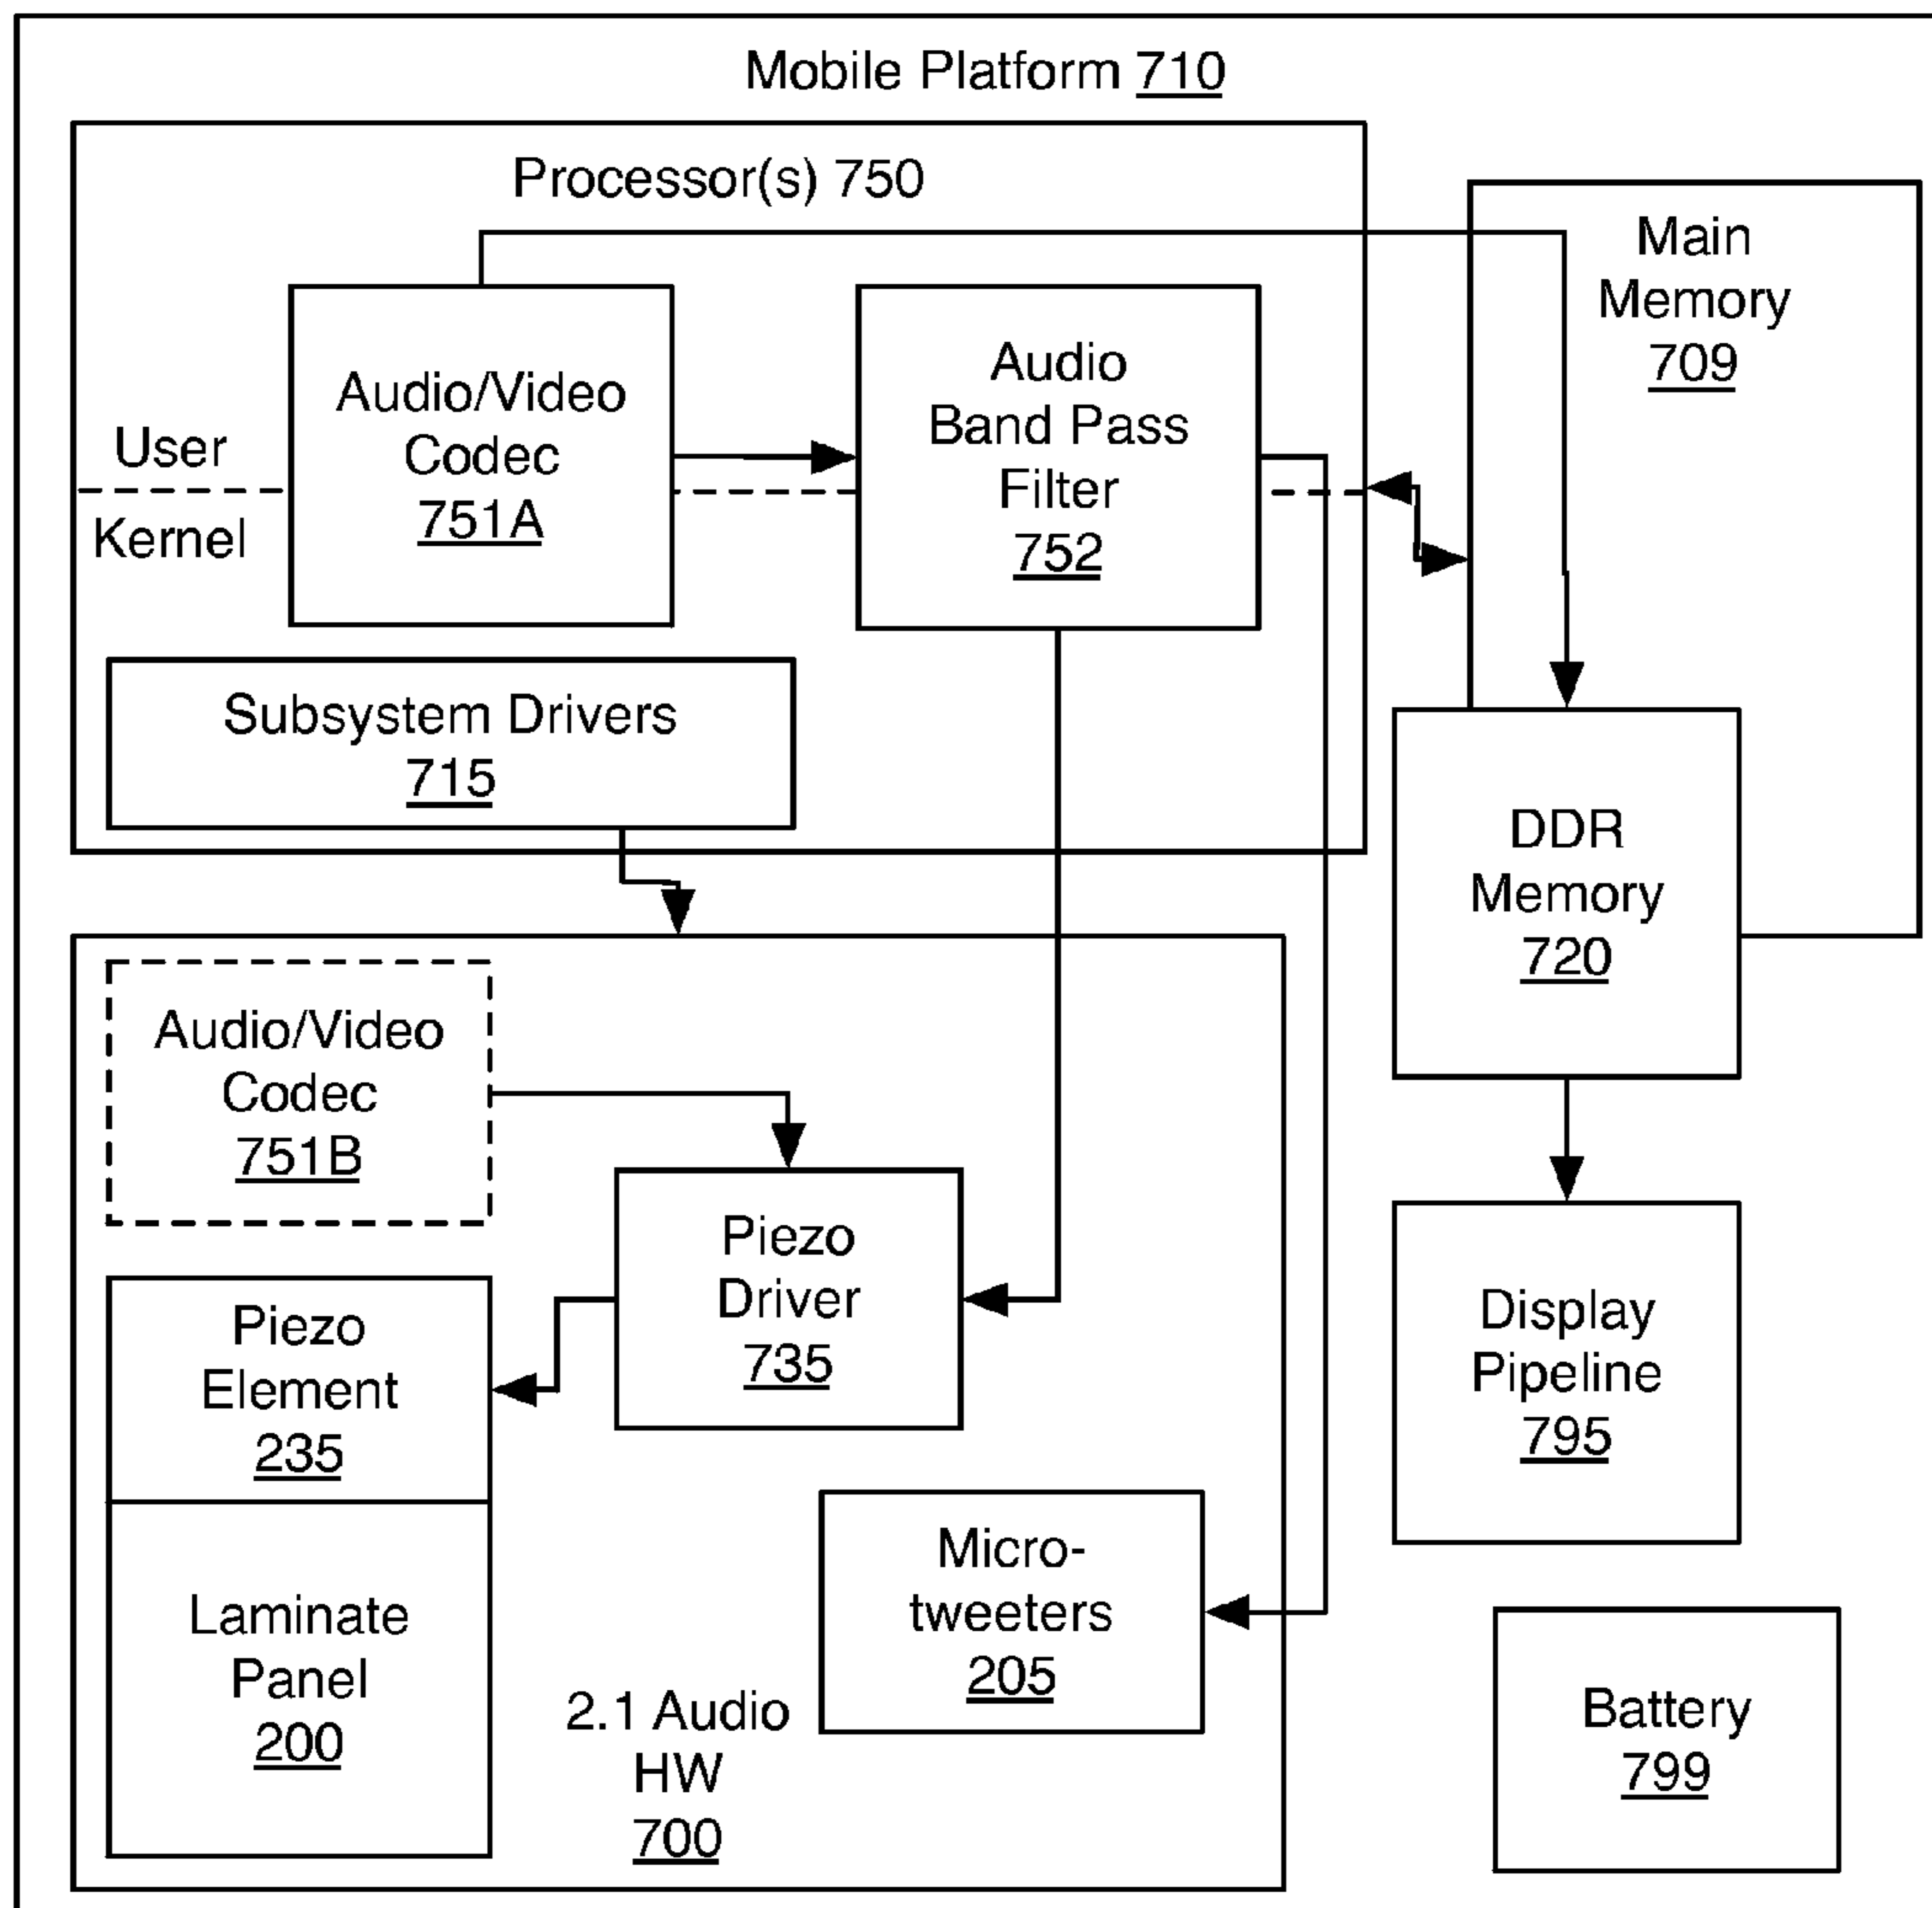 Mobile Platform 710
Processor(s) 750
Main
Memory
709
Audio/Video
Codec
751A
Audio
Band Pass
Filter
752
User
Kernel
Subsystem Drivers
715
DDR
Memory
720
Audio/Video
Codec
751B
Piezo
Driver
735
Display
Pipeline
795
Piezo
Element
235
Micro-
tweeters
205
Laminate
Panel
200
2.1 Audio
HW
700
Battery
799